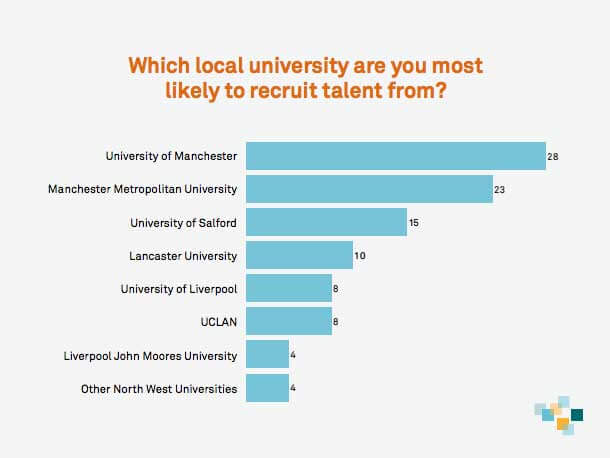 Which local university are you most
likely to recruit talent from?
University of Manchester 28
Manchester Metropolitan University 23
University of Salford 15
Lancaster University 10
University of Liverpool 8
UCLAN 8
Liverpool John Moores University 4
Other North West Universities 4